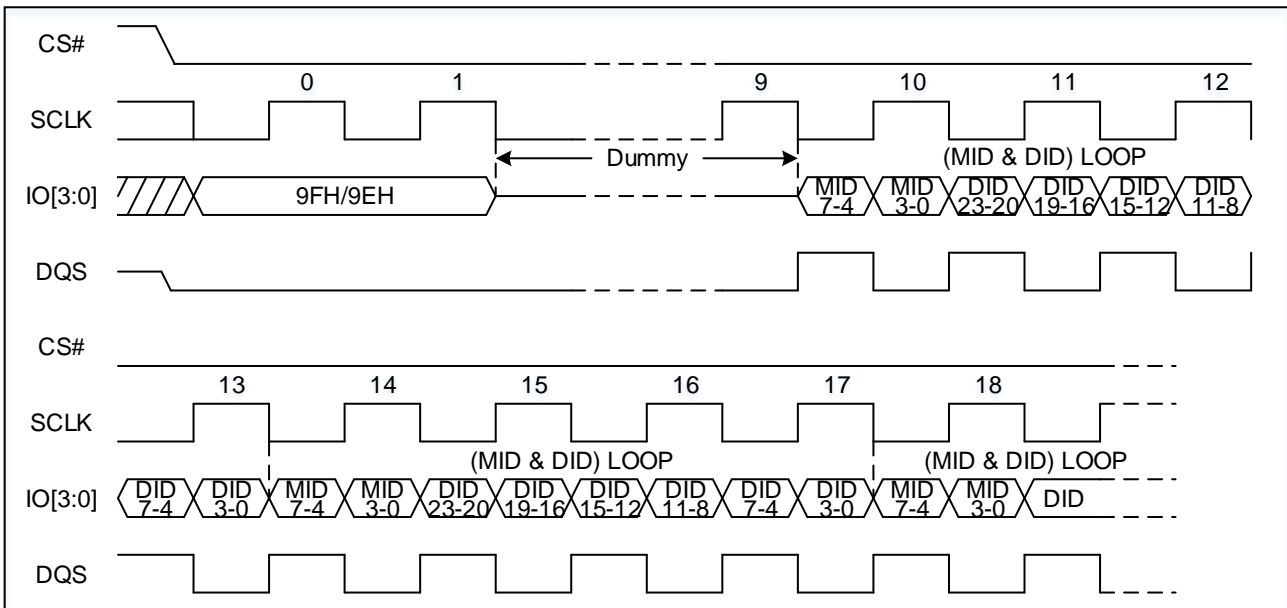 CS#
0 1 9 10 11 12
SCLK
Dummy (MID & DID) LOOP
IO[3:0] 9FH/9EH MID 7-4 MID 3-0 DID 23-20 DID 19-16 DID 15-12 DID 11-8
DQS
CS#
13 14 15 16 17 18
SCLK
(MID & DID) LOOP (MID & DID) LOOP
IO[3:0] DID 7-4 DID 3-0 MID 7-4 MID 3-0 DID 23-20 DID 19-16 DID 15-12 DID 11-8 DID 7-4 DID 3-0 MID 7-4 MID 3-0 DID
DQS